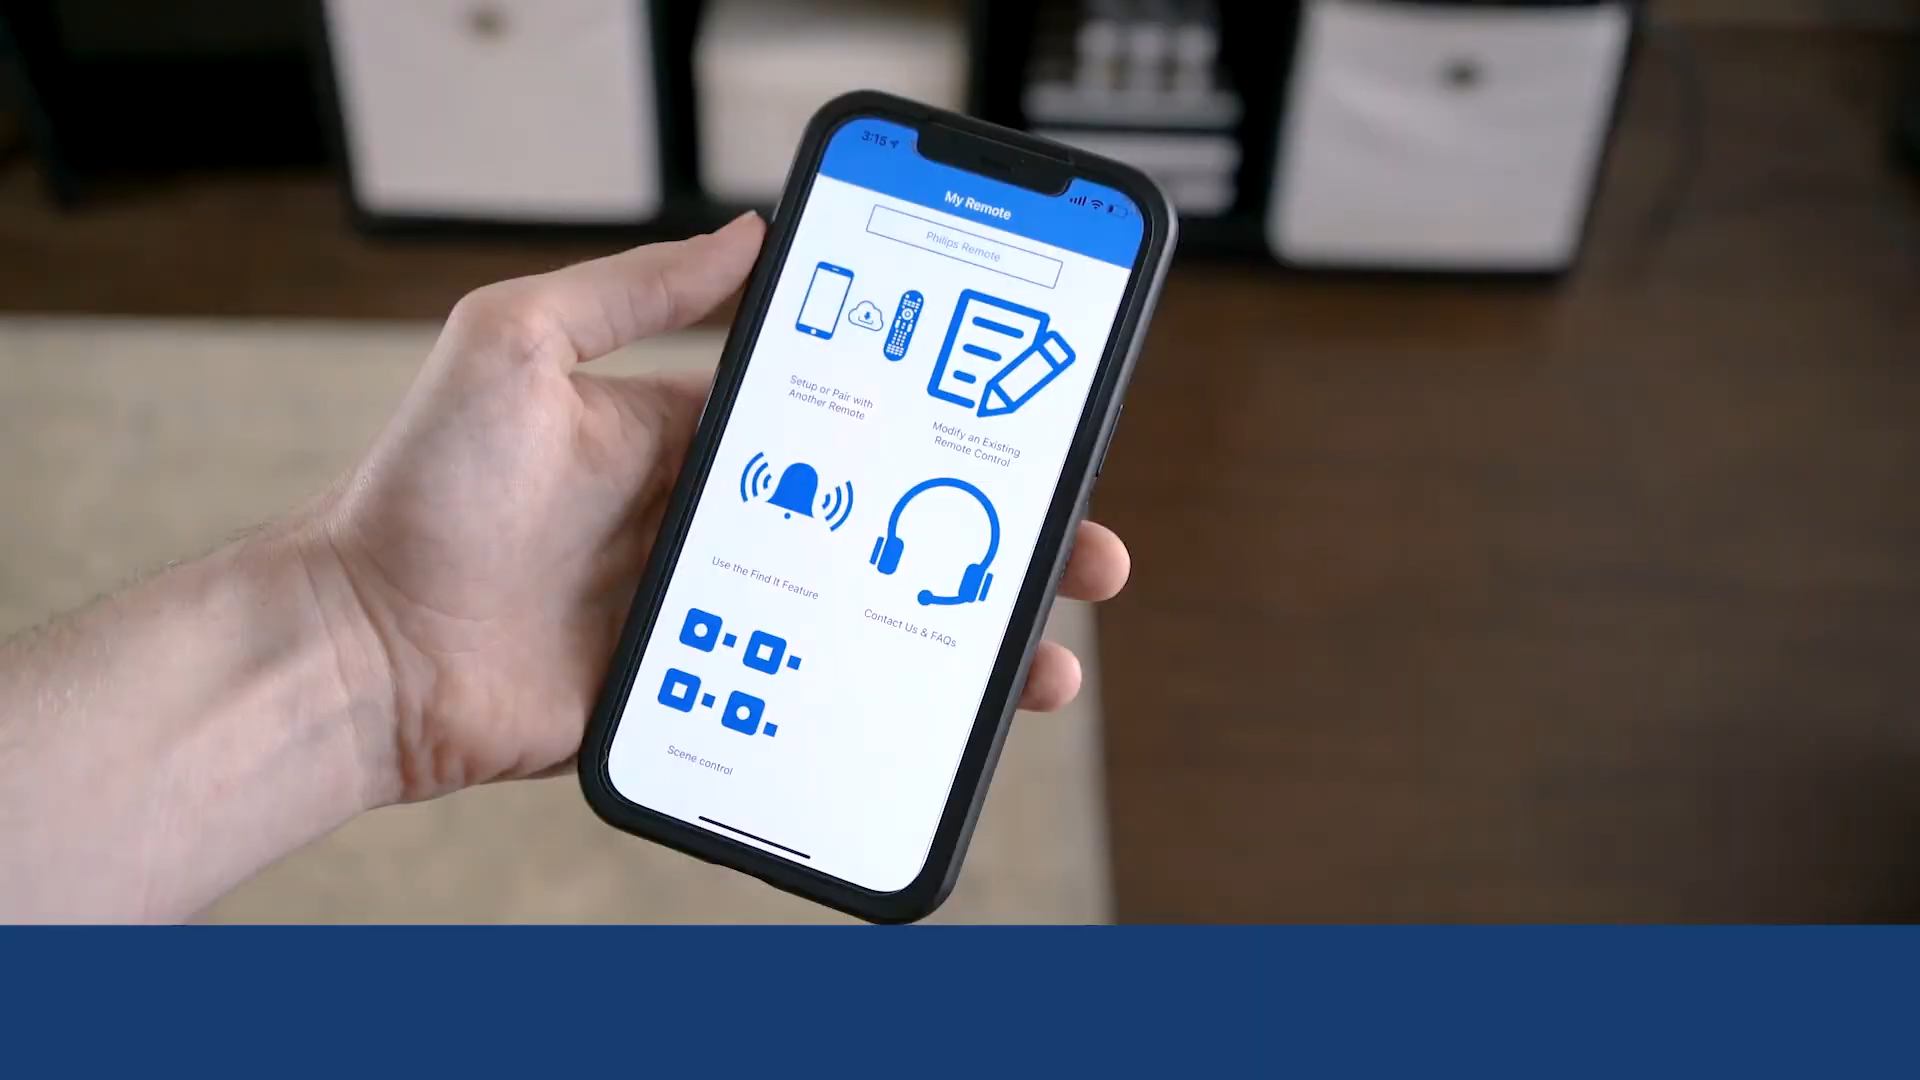 3:15
My Remote
Philips Remote
Setup or Pair with
Another Remote
Modify an Existing
Remote Control
Use the Find It Feature
Contact Us & FAQs
Scene control